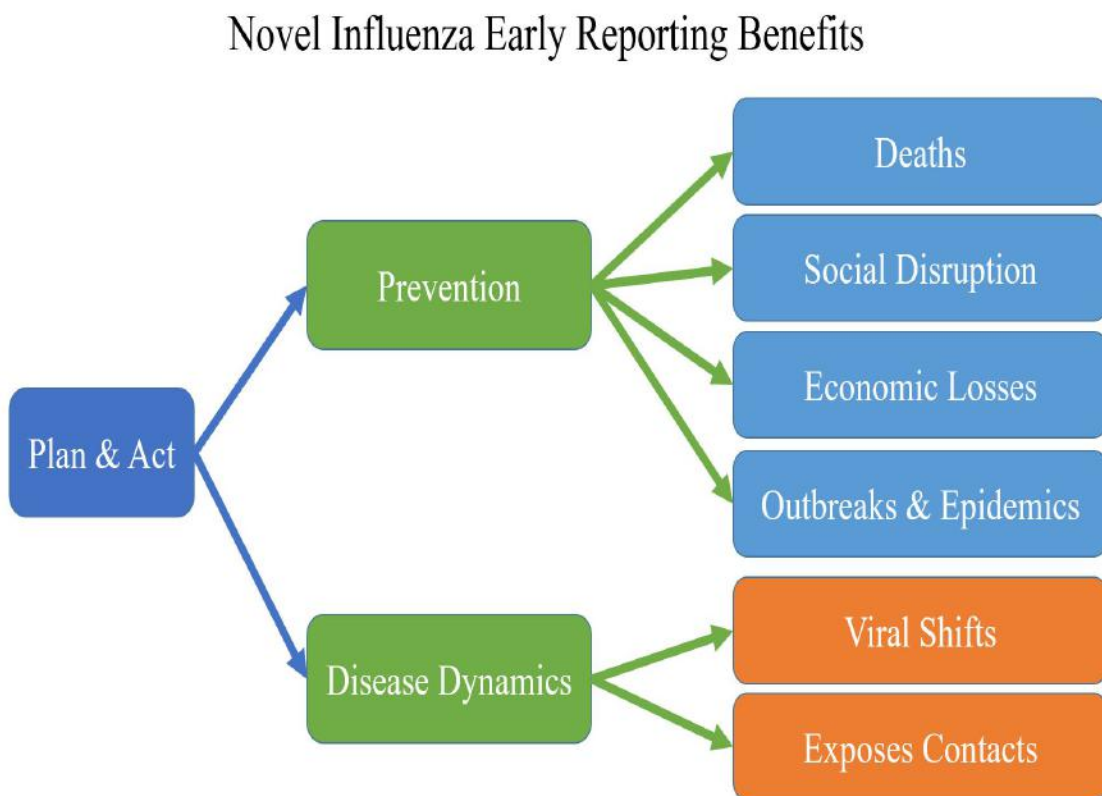 Novel Influenza Early Reporting Benefits
Deaths
Social Disruption
Prevention
Economic Losses
Plan & Act
Outbreaks & Epidemics
Viral Shifts
Disease Dynamics
Exposes Contacts